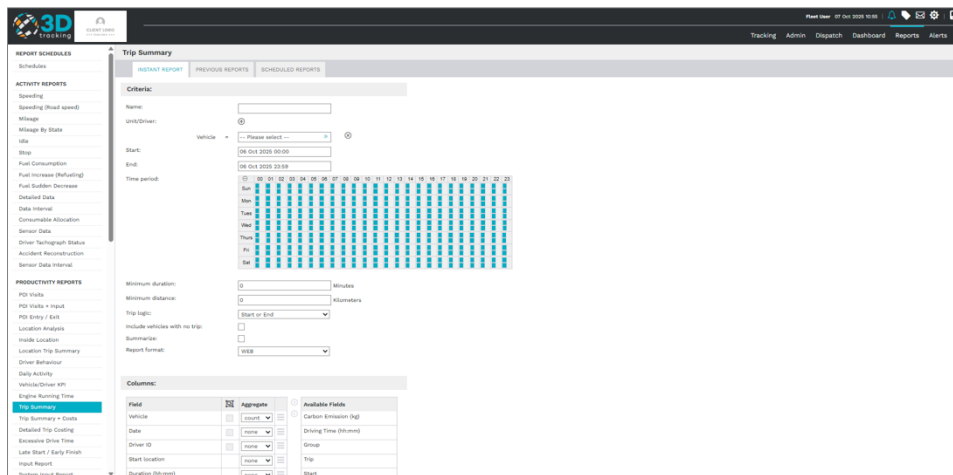 3D
tracking
CLIENT LOGO
Fleet User 07 Oct 2025 10:50
Tracking Admin Dispatch Dashboard Reports Alerts
REPORT SCHEDULES
Schedules
ACTIVITY REPORTS
Speeding
Speeding (Road speed)
Mileage
Mileage By State
Idle
Stop
Fuel Consumption
Fuel Increase (Refueling)
Fuel Sudden Decrease
Detailed Data
Data Interval
Consumable Allocation
Sensor Data
Driver Tachograph Status
Accident Reconstruction
Sensor Data Interval
PRODUCTIVITY REPORTS
POI Visits
POI Visits + Input
POI Entry / Exit
Location Analysis
Inside Location
Location Trip Summary
Driver Behaviour
Daily Activity
Vehicle/Driver KPI
Engine Running Time
Trip Summary
Trip Summary + Costs
Detailed Trip Costing
Excessive Drive Time
Late Start / Early Finish
Input Report
System Input Report
Trip Summary
INSTANT REPORT PREVIOUS REPORTS SCHEDULED REPORTS
Criteria:
Name:
Unit/Driver:
Vehicle -- Please select --
Start: 06 Oct 2025 00:00
End: 06 Oct 2025 23:59
Time period: 00 01 02 03 04 05 06 07 08 09 10 11 12 13 14 15 16 17 18 19 20 21 22 23
Sun
Mon
Tues
Wed
Thurs
Fri
Sat
Minimum duration: 0 Minutes
Minimum distance: 0 Kilometers
Trip logic: Start or End
Include vehicles with no trip:
Summarize:
Report format: WEB
Columns:
Field Aggregate Available Fields
Vehicle count Carbon Emission (kg)
Date none Driving Time (hh:mm)
Driver ID none Group
Start location none Trip
Duration (hh:mm) Start